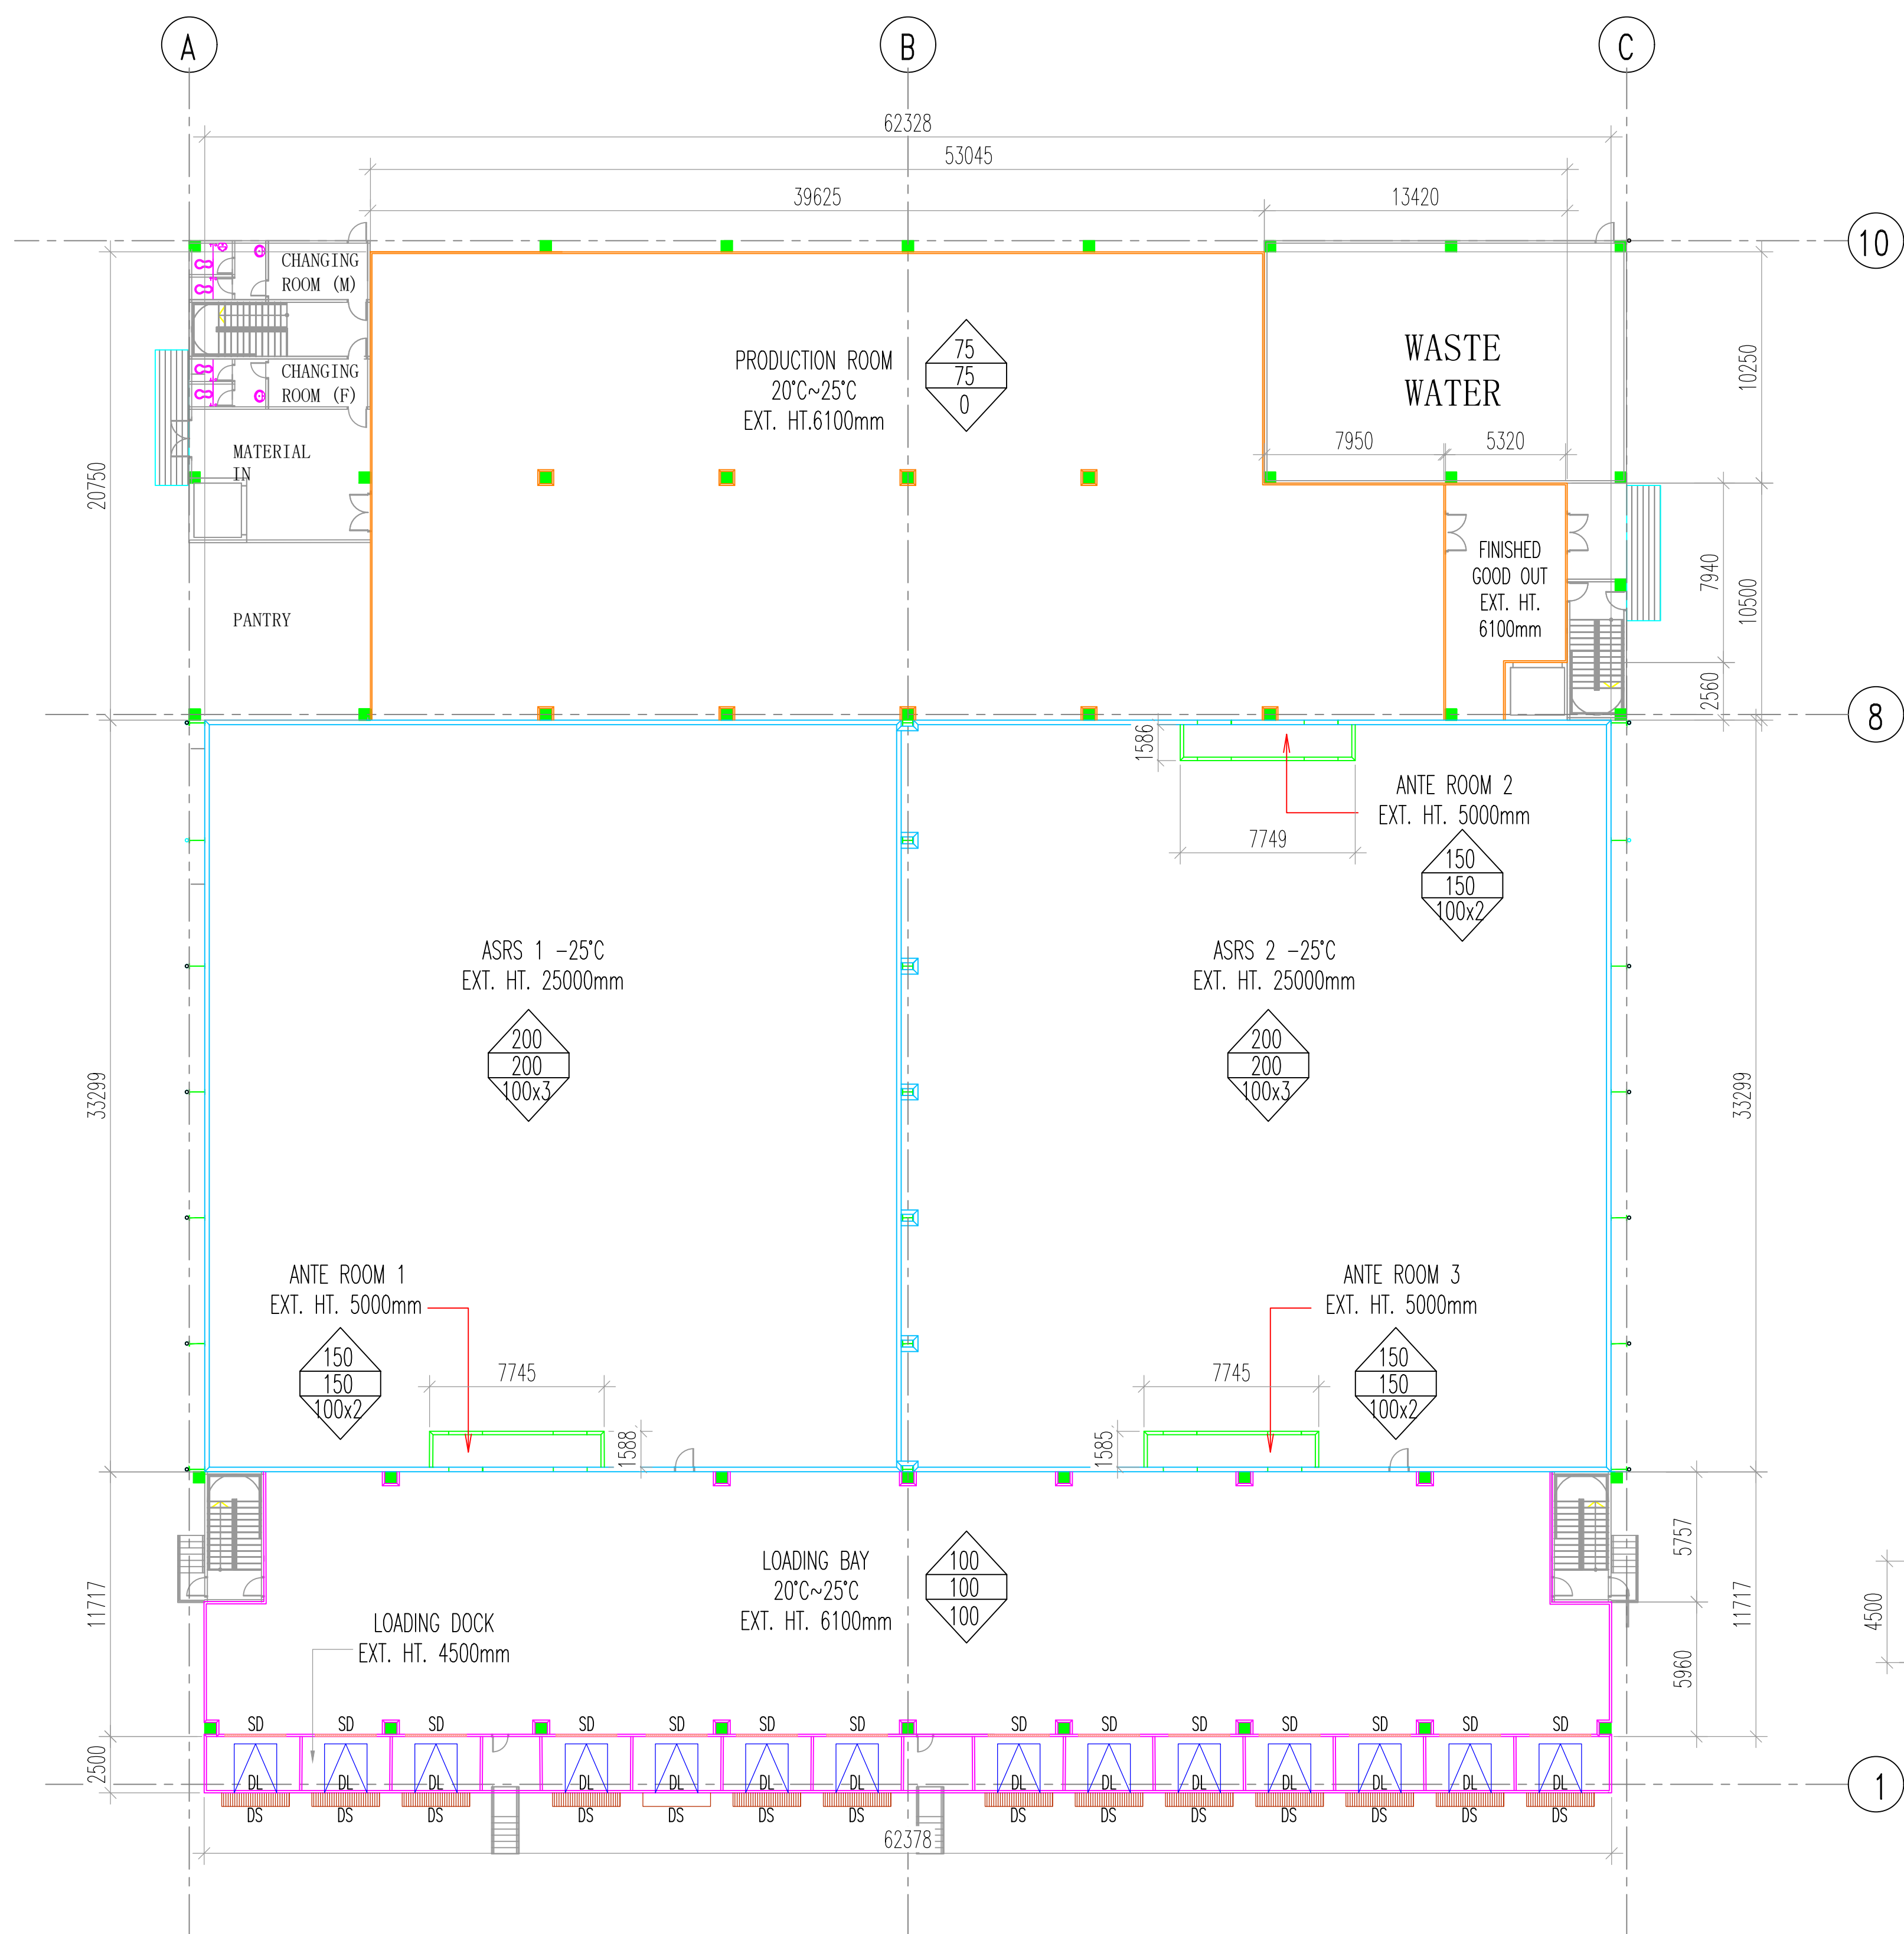 A
B
C
62328
53045
39625
13420
10
CHANGING
ROOM (M)
CHANGING
ROOM (F)
MATERIAL
IN
PANTRY
20750
PRODUCTION ROOM
20°C~25°C
EXT. HT.6100mm
75
75
0
WASTE
WATER
7950
5320
10250
FINISHED
GOOD OUT
EXT. HT.
6100mm
7940
10500
2560
8
1586
7749
ANTE ROOM 2
EXT. HT. 5000mm
150
150
100x2
ASRS 1 -25°C
EXT. HT. 25000mm
200
200
100x3
ASRS 2 -25°C
EXT. HT. 25000mm
200
200
100x3
33299
33299
ANTE ROOM 1
EXT. HT. 5000mm
150
150
100x2
7745
1588
ANTE ROOM 3
EXT. HT. 5000mm
150
150
100x2
7745
1585
LOADING BAY
20°C~25°C
EXT. HT. 6100mm
100
100
100
LOADING DOCK
EXT. HT. 4500mm
11717
5757
11717
5960
4500
2500
SD SD SD SD SD SD SD SD SD SD SD SD SD SD
DL DL DL DL DL DL DL DL DL DL DL DL DL DL
1
DS DS DS DS DS DS DS DS DS DS DS DS DS DS
62378